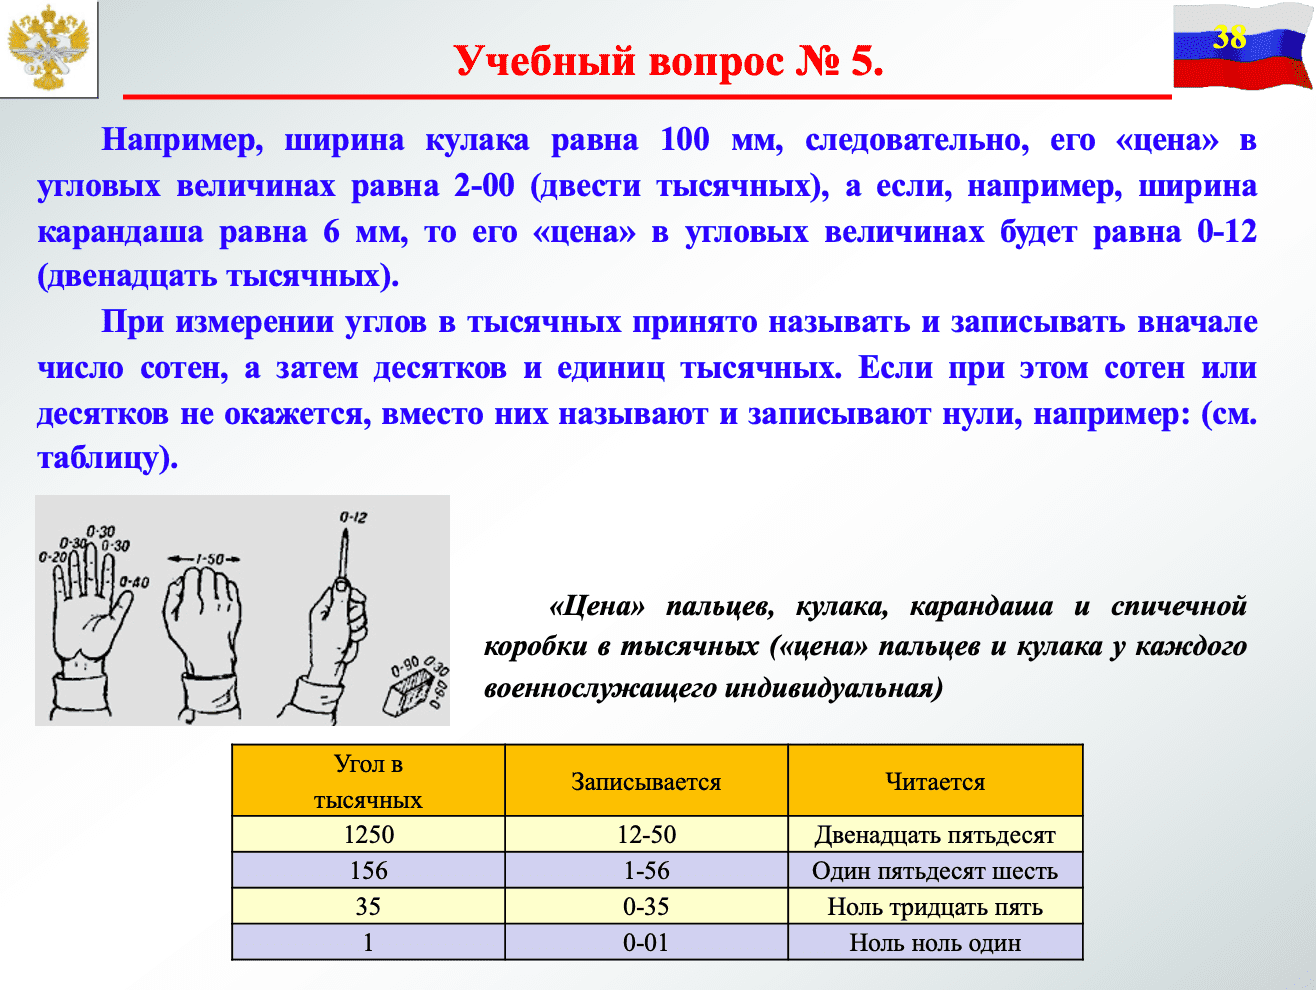 38
Учебный вопрос № 5.
Например, ширина кулака равна 100 мм, следовательно, его «цена» в
угловых величинах равна 2-00 (двести тысячных), а если, например, ширина
карандаша равна 6 мм, то его «цена» в угловых величинах будет равна 0-12
(двенадцать тысячных).
При измерении углов в тысячных принято называть и записывать вначале
число сотен, а затем десятков и единиц тысячных. Если при этом сотен или
десятков не окажется, вместо них называют и записывают нули, например: (см.
таблицу).
0-20 0-30 0-30 0-30 0-40
1-50
0-12
0-90 0-30 0-60
«Цена» пальцев, кулака, карандаша и спичечной
коробки в тысячных («цена» пальцев и кулака у каждого
военнослужащего индивидуальная)
Угол в
тысячных
Записывается
Читается
1250 12-50 Двенадцать пятьдесят
156 1-56 Один пятьдесят шесть
35 0-35 Ноль тридцать пять
1 0-01 Ноль ноль один